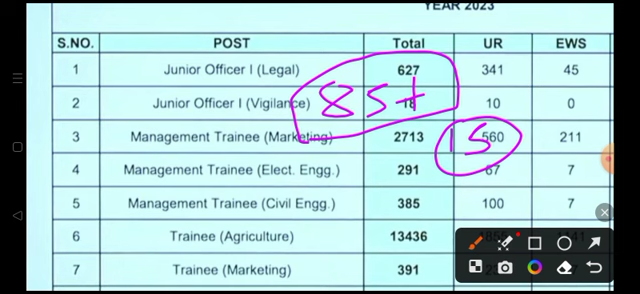 YEAR 2023
S.NO. POST Total UR EWS
1 Junior Officer I (Legal) 627 341 45
2 Junior Officer I (Vigilance) 18 10 0
85+
3 Management Trainee (Marketing) 2713 560 211
15
4 Management Trainee (Elect. Engg.) 291 67 7
5 Management Trainee (Civil Engg.) 385 100 7
6 Trainee (Agriculture) 13436
7 Trainee (Marketing) 391